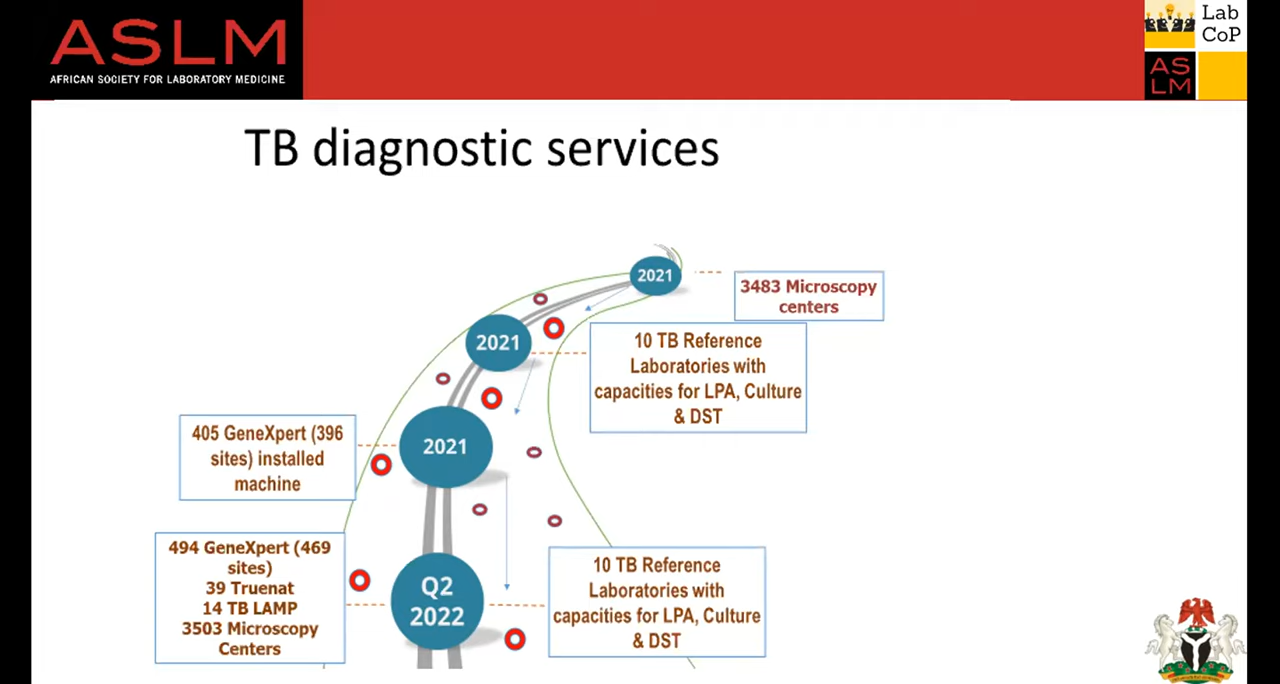 ASLM
AFRICAN SOCIETY FOR LABORATORY MEDICINE
Lab
CoP
AS
LM
TB diagnostic services
2021
3483 Microscopy
centers
2021
10 TB Reference
Laboratories with
capacities for LPA, Culture
& DST
2021
405 GeneXpert (396
sites) installed
machine
494 GeneXpert (469
sites)
39 Truenat
14 TB LAMP
3503 Microscopy
Centers
Q2
2022
10 TB Reference
Laboratories with
capacities for LPA, Culture
& DST